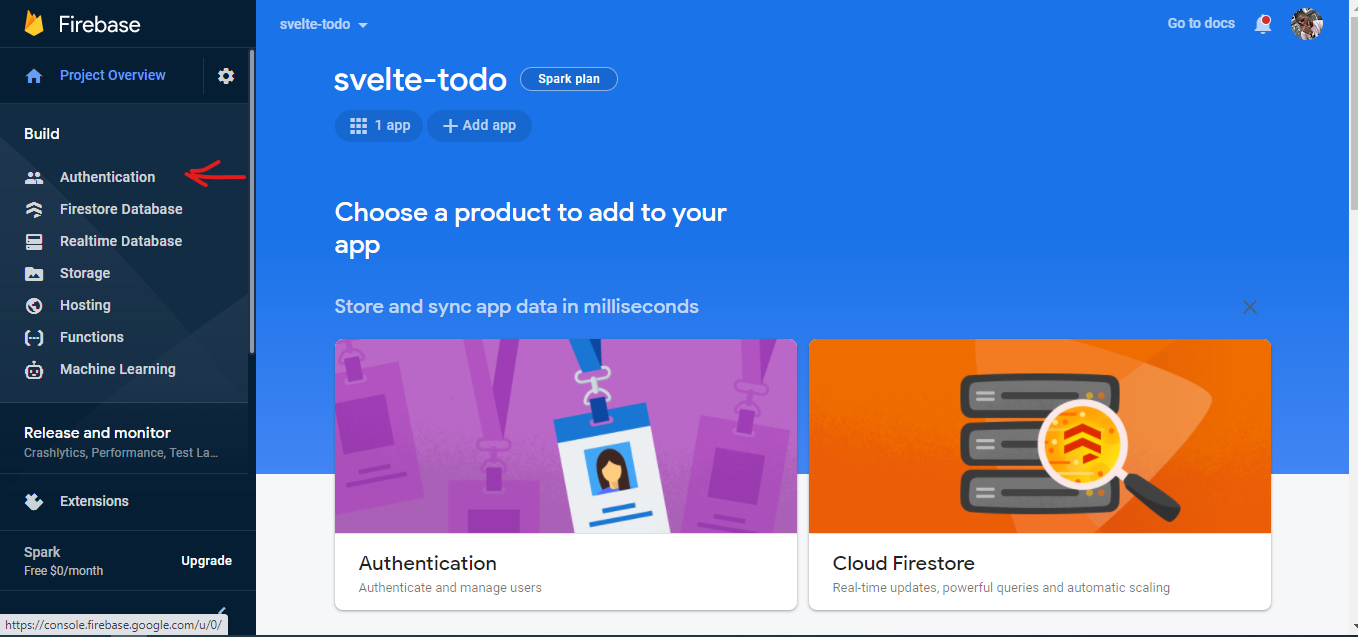 Firebase
svelte-todo
Go to docs
Project Overview
svelte-todo
Spark plan
1 app
Add app
Build
Authentication
Firestore Database
Realtime Database
Storage
Hosting
Functions
Machine Learning
Release and monitor
Crashlytics, Performance, Test La...
Extensions
Spark
Free $0/month
Upgrade
https://console.firebase.google.com/u/0/
Choose a product to add to your
app
Store and sync app data in milliseconds
Authentication
Authenticate and manage users
Cloud Firestore
Real-time updates, powerful queries and automatic scaling